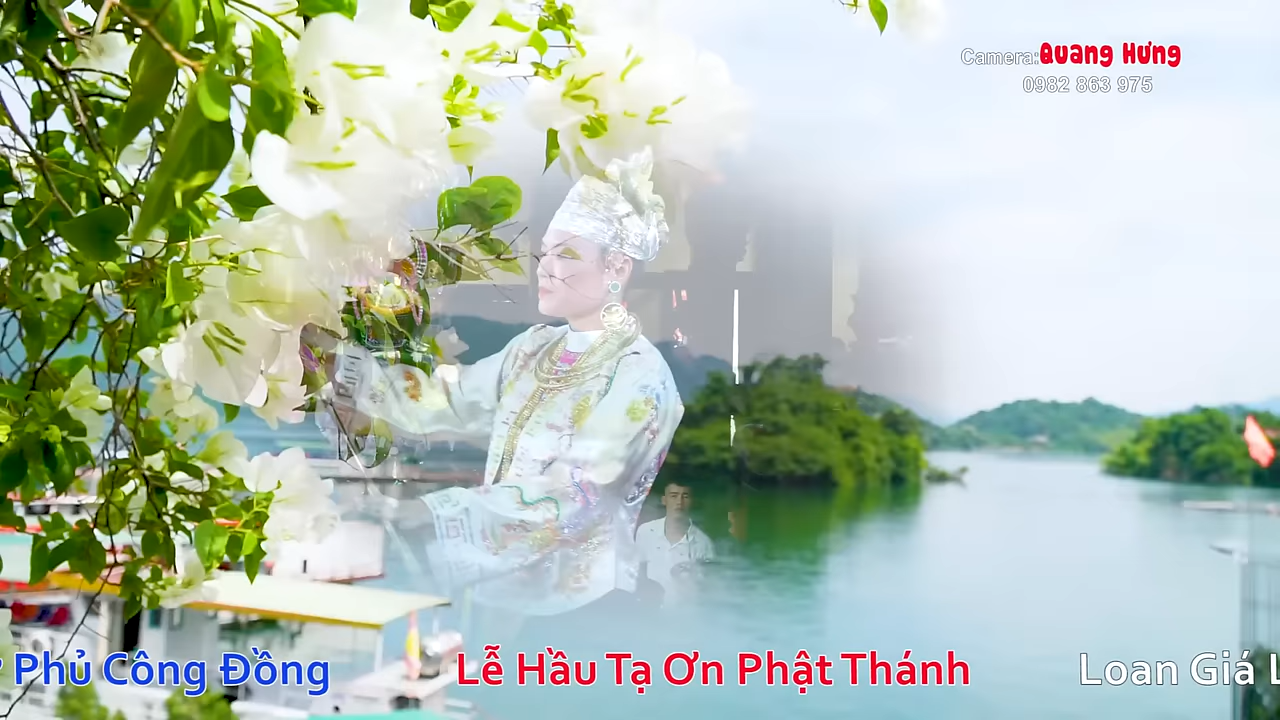 Camera:Quang Hưng
0982 863 975
Phủ Công Đồng Lễ Hầu Tạ Ơn Phật Thánh Loan Giá